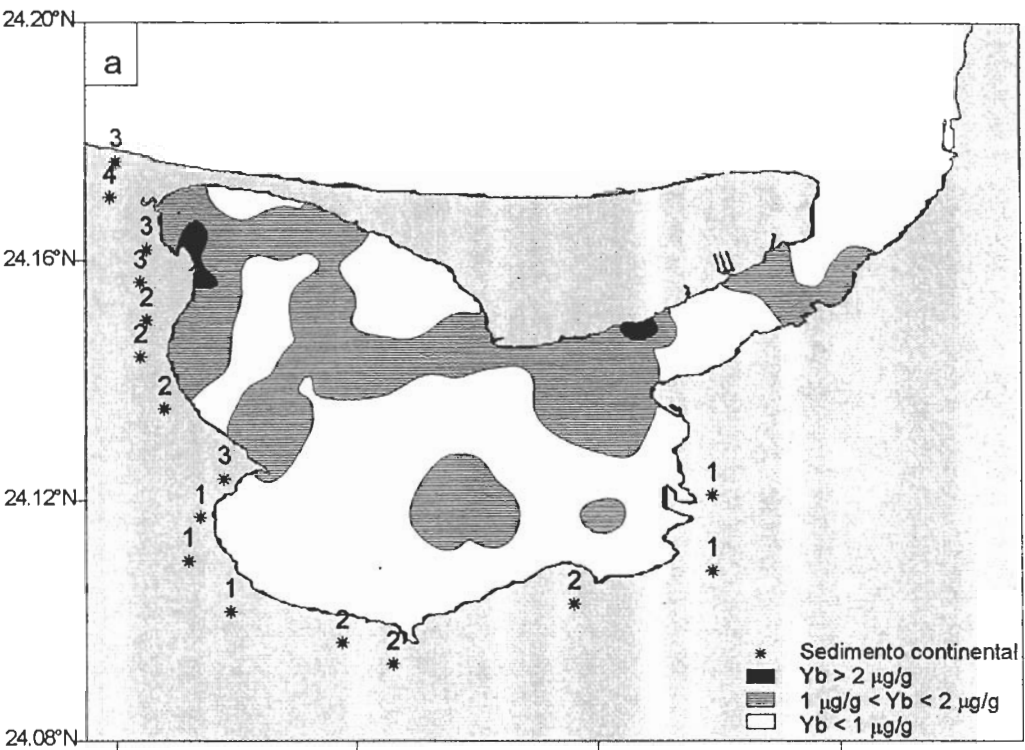 24.20°N
a
3
4
3
24.16°N
3
2
2
2
3
24.12°N
1
1
1
1
1
2
2
2
Sedimento continental
Yb > 2 µg/g
1 µg/g < Yb < 2 µg/g
Yb < 1 µg/g
24.08°N